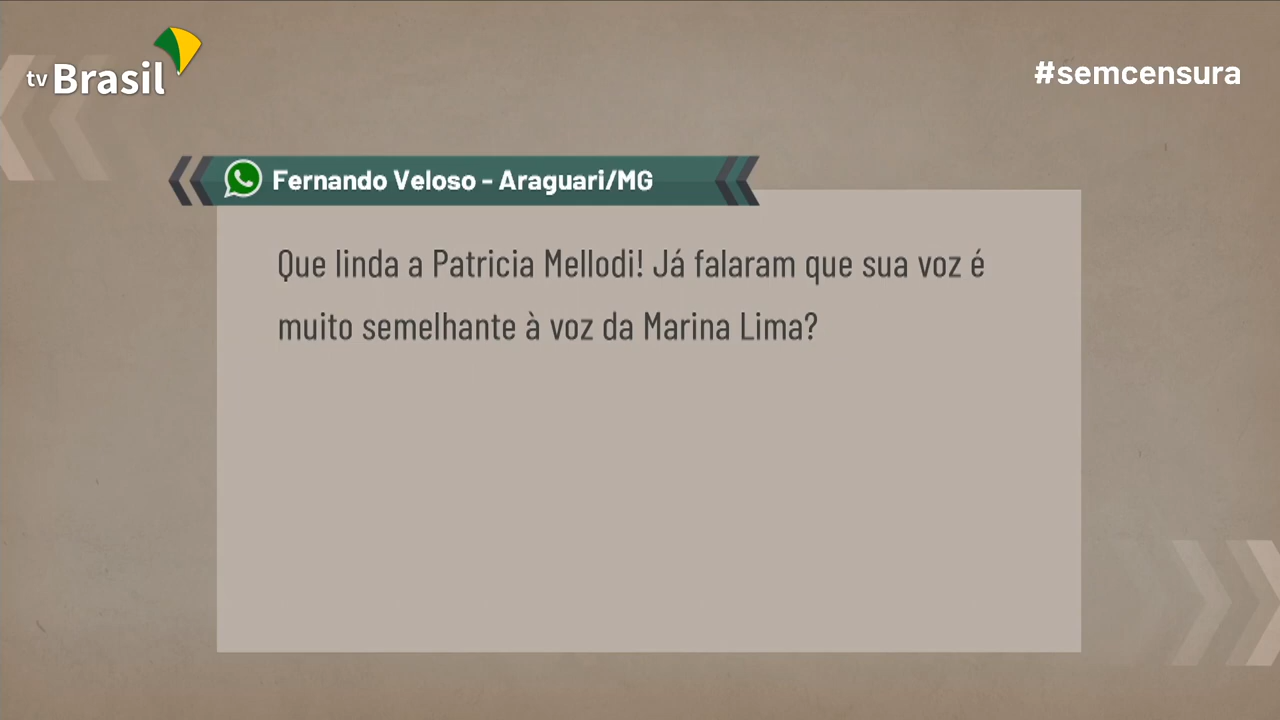 tv Brasil
#semcensura
Fernando Veloso - Araguari/MG
Que linda a Patricia Mellodi! Já falaram que sua voz é
muito semelhante à voz da Marina Lima?